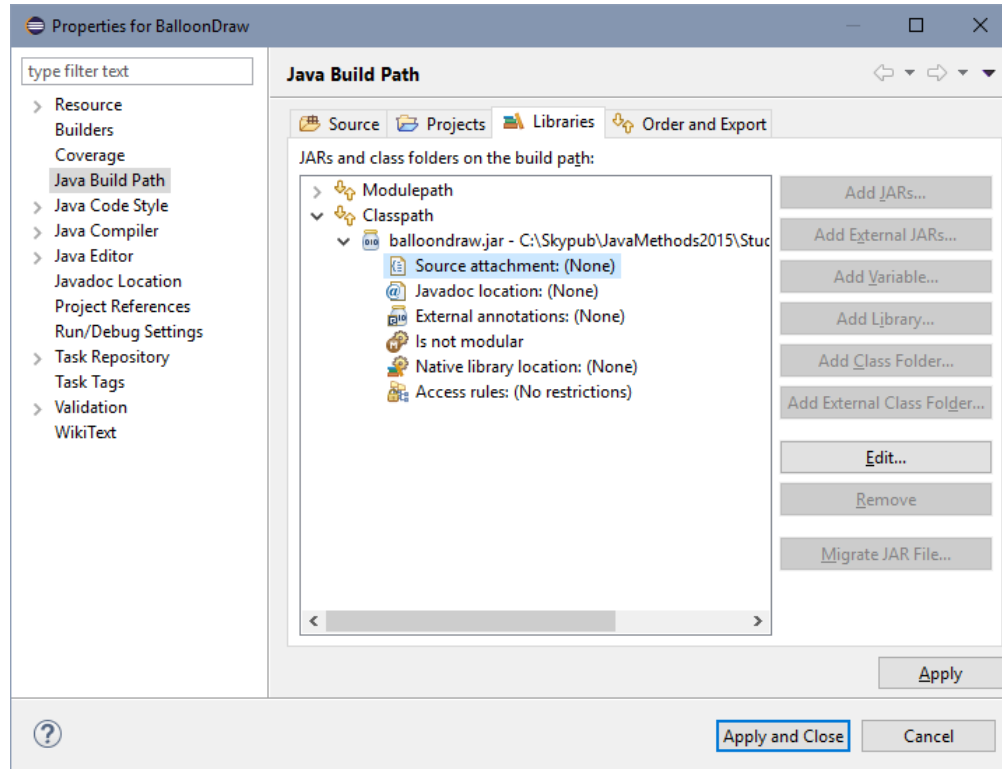 Properties for BalloonDraw
type filter text
Resource
Builders
Coverage
Java Build Path
Java Code Style
Java Compiler
Java Editor
Javadoc Location
Project References
Run/Debug Settings
Task Repository
Task Tags
Validation
WikiText
Java Build Path
Source Projects Libraries Order and Export
JARs and class folders on the build path:
Modulepath
Classpath
balloondraw.jar - C:\Skypub\JavaMethods2015\Stuc
Source attachment: (None)
Javadoc location: (None)
External annotations: (None)
Is not modular
Native library location: (None)
Access rules: (No restrictions)
Add JARs...
Add External JARs...
Add Variable...
Add Library...
Add Class Folder...
Add External Class Folder...
Edit...
Remove
Migrate JAR File...
Apply
Apply and Close Cancel